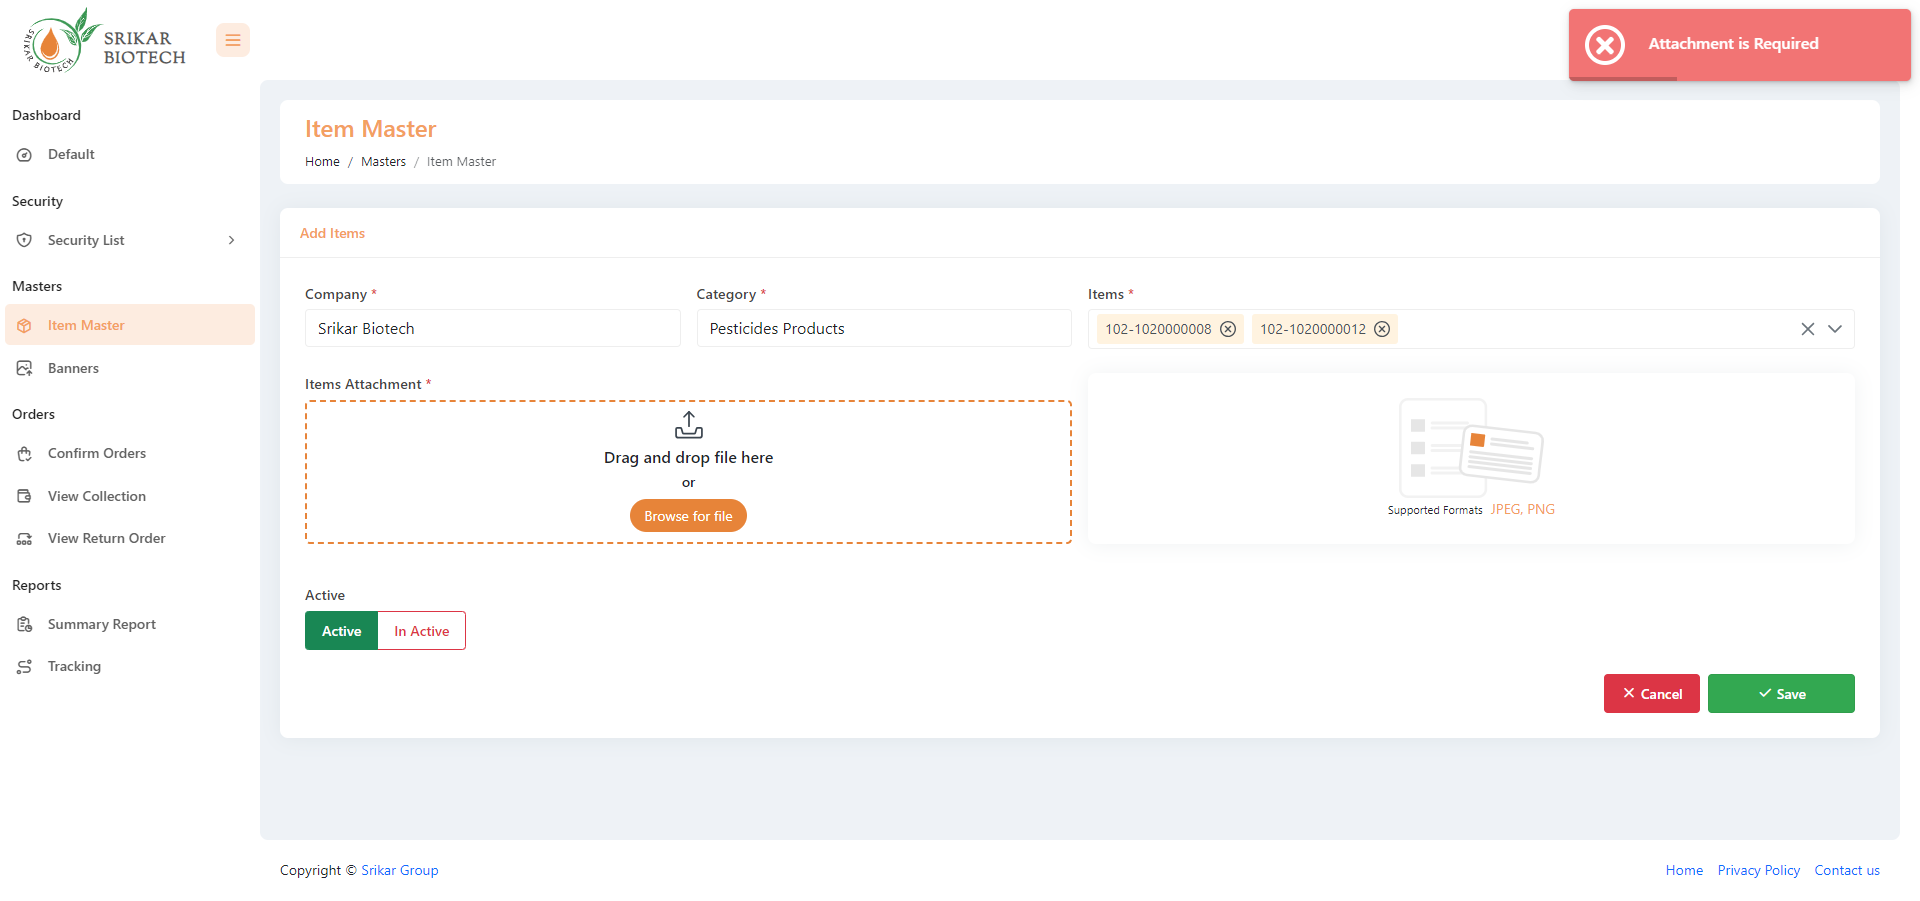 SRIKAR BIOTECH
SRIKAR
BIOTECH
Attachment is Required
Dashboard
Default
Security
Security List
Masters
Item Master
Banners
Orders
Confirm Orders
View Collection
View Return Order
Reports
Summary Report
Tracking
Item Master
Home / Masters / Item Master
Add Items
Company *
Category *
Items *
Srikar Biotech
Pesticides Products
102-1020000008
102-1020000012
Items Attachment *
Drag and drop file here
or
Browse for file
Supported Formats JPEG, PNG
Active
Active
In Active
Cancel
Save
Copyright © Srikar Group
Home
Privacy Policy
Contact us